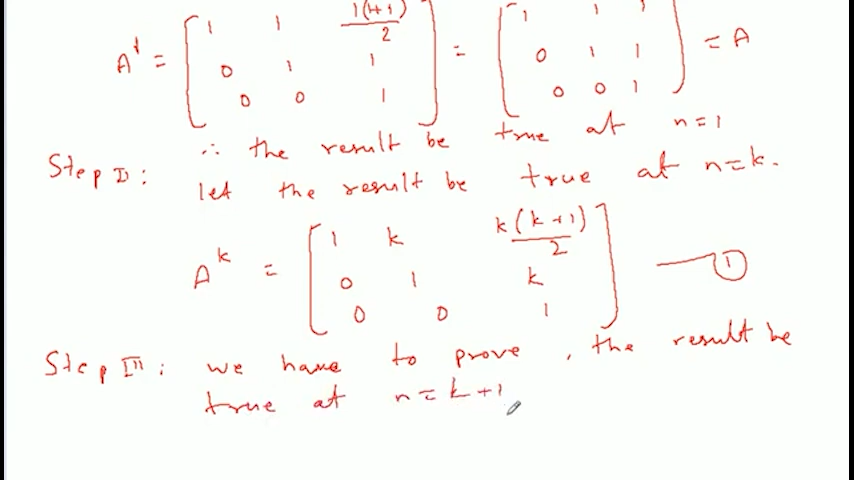 A¹ = [ 1 1 1(1+1)/2 = [ 1 1 1 = A
0 1 1 0 1 1
0 0 1 ] 0 0 1 ]
∴ the result be true at n=1
Step II: let the result be true at n=k.
A^k = [ 1 k k(k+1)/2
0 1 k — ①
0 0 1 ]
Step III: we have to prove, the result be
true at n=k+1